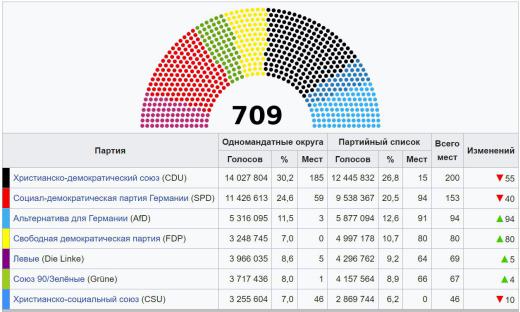 709
Партия Одномандатные округа Партийный список Всего мест Изменений
Голосов % Мест Голосов % Мест
Христианско-демократический союз (CDU) 14 027 804 30,2 185 12 445 832 26,8 15 200 ▼55
Социал-демократическая партия Германии (SPD) 11 426 613 24,6 59 9 538 367 20,5 94 153 ▼40
Альтернатива для Германии (AfD) 5 316 095 11,5 3 5 877 094 12,6 91 94 ▲94
Свободная демократическая партия (FDP) 3 248 745 7,0 0 4 997 178 10,7 80 80 ▲80
Левые (Die Linke) 3 966 035 8,6 5 4 296 762 9,2 64 69 ▲5
Союз 90/Зелёные (Grüne) 3 717 436 8,0 1 4 157 564 8,9 66 67 ▲4
Христианско-социальный союз (CSU) 3 255 604 7,0 46 2 869 744 6,2 0 46 ▼10